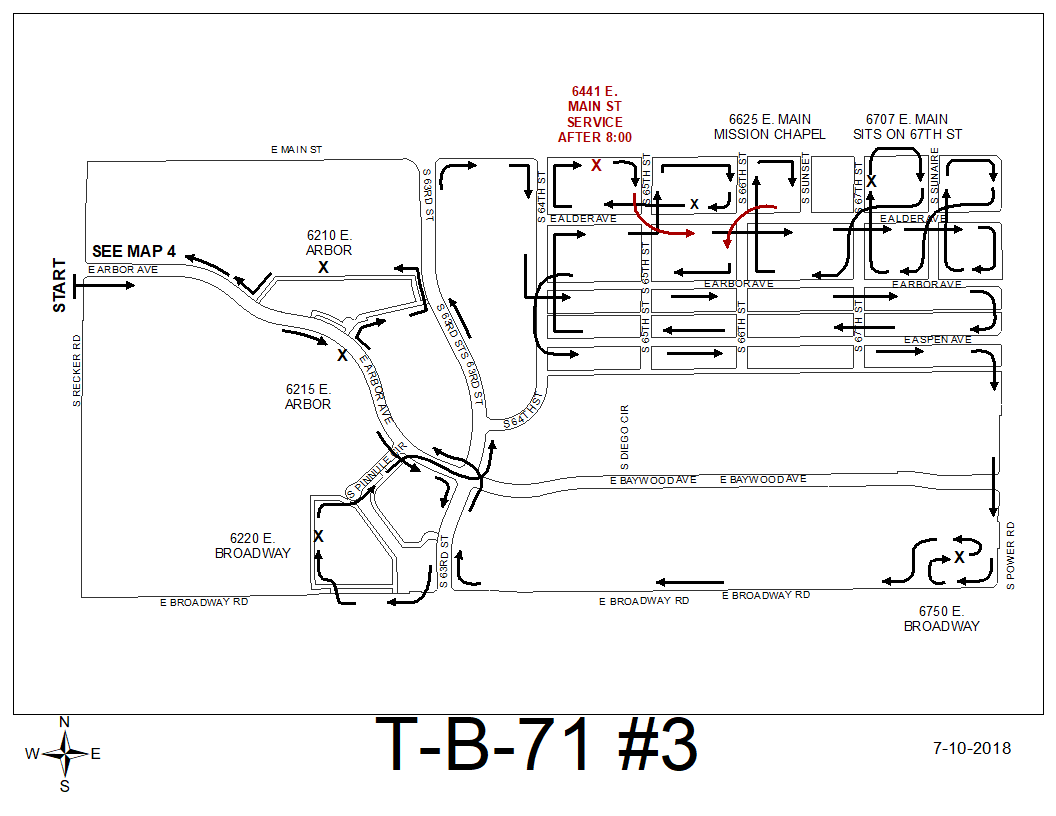 6441 E.
MAIN ST
SERVICE
AFTER 8:00
6625 E. MAIN
MISSION CHAPEL
6707 E. MAIN
SITS ON 67TH ST
E MAIN ST
S 63RD ST
S 64TH ST
S 65TH ST
S 66TH ST
S SUNSET
S 67TH ST
S SUNAIRE
X
X
X
E ALDER AVE
E ALDER AVE
6210 E.
ARBOR
X
SEE MAP 4
E ARBOR AVE
START
S 65TH ST
E ARBOR AVE
E ARBOR AVE
S RECKER RD
S 63RD ST
S 63RD ST
S 65TH ST
S 66TH ST
S 67TH ST
E ASPEN AVE
X
6215 E.
ARBOR
E ARBOR AVE
S 64TH ST
S DIEGO CIR
S PINNULE CIR
E BAYWOOD AVE
E BAYWOOD AVE
6220 E.
BROADWAY
X
S 63RD ST
X
S POWER RD
E BROADWAY RD
E BROADWAY RD
E BROADWAY RD
6750 E.
BROADWAY
N
W
E
S
T-B-71 #3
7-10-2018